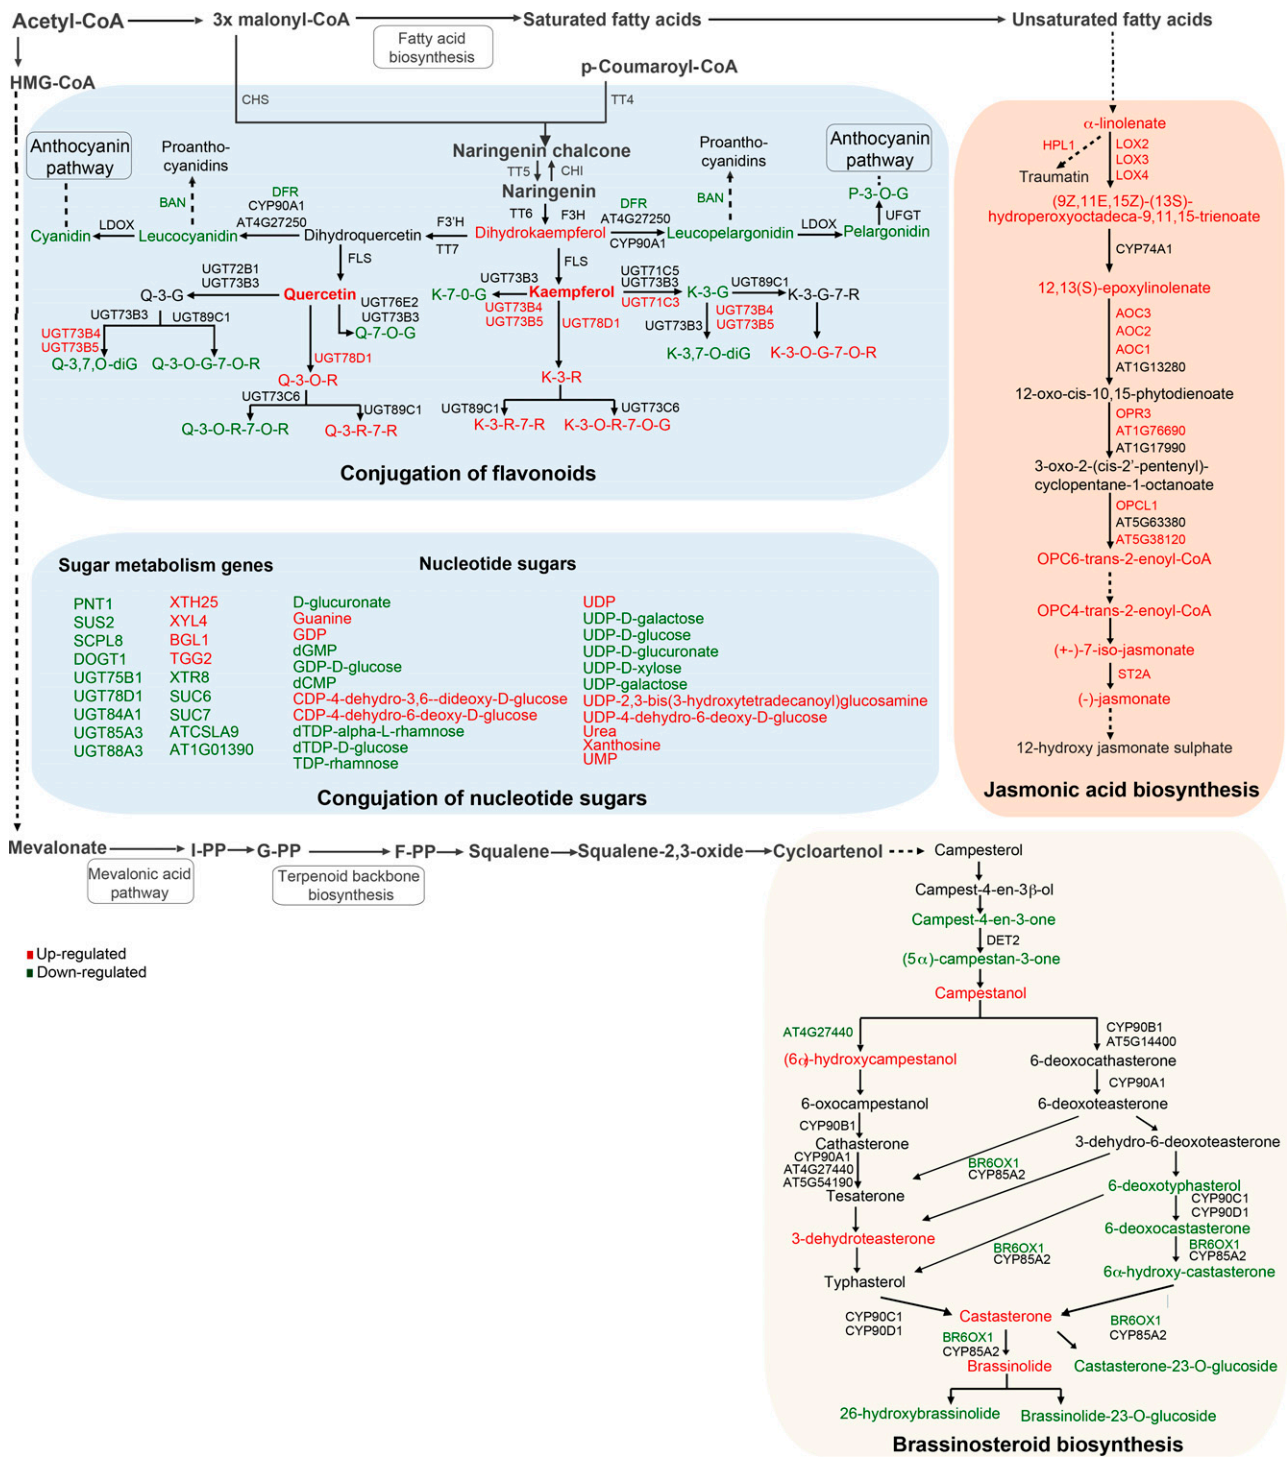 Acetyl-CoA
3x malonyl-CoA
Saturated fatty acids
Unsaturated fatty acids
Fatty acid
biosynthesis
HMG-CoA
p-Coumaroyl-CoA
CHS
TT4
Anthocyanin
pathway
Proantho-
cyanidins
Naringenin chalcone
TT5
CHI
Naringenin
Proantho-
cyanidins
Anthocyanin
pathway
P-3-O-G
BAN
DFR
CYP90A1
AT4G27250
TT6
F3H
DFR
AT4G27250
CYP90A1
BAN
UFGT
Cyanidin
LDOX
Leucocyanidin
Dihydroquercetin
F3'H
TT7
Dihydrokaempferol
Leucopelargonidin
LDOX
Pelargonidin
FLS
FLS
UGT72B1
UGT73B3
Q-3-G
Quercetin
UGT76E2
UGT73B3
Q-7-O-G
UGT73B3
K-7-0-G
UGT73B4
UGT73B5
Kaempferol
UGT71C5
UGT73B3
UGT71C3
K-3-G
UGT89C1
K-3-G-7-R
UGT73B3
UGT89C1
UGT73B4
UGT73B5
Q-3,7,O-diG
Q-3-O-G-7-O-R
UGT78D1
UGT78D1
UGT73B3
UGT73B4
UGT73B5
K-3,7O-diG
K-3-O-G-7-O-R
Q-3-O-R
UGT73C6
UGT89C1
Q-3-O-R-7-O-R
Q-3-R-7-R
K-3-R
UGT89C1
UGT73C6
K-3-R-7-R
K-3-O-R-7-O-G
Conjugation of flavonoids
α-linolenate
HPL1
LOX2
LOX3
LOX4
Traumatin
(9Z,11E,15Z)-(13S)-
hydroperoxyoctadeca-9,11,15-trienoate
CYP74A1
12,13(S)-epoxylinolenate
AOC3
AOC2
AOC1
AT1G13280
12-oxo-cis-10,15-phytodienoate
OPR3
AT1G76690
AT1G17990
3-oxo-2-(cis-2'-pentenyl)-
cyclopentane-1-octanoate
OPCL1
AT5G63380
AT5G38120
OPC6-trans-2-enoyl-CoA
OPC4-trans-2-enoyl-CoA
(+-)-7-iso-jasmonate
ST2A
(-)-jasmonate
12-hydroxy jasmonate sulphate
Jasmonic acid biosynthesis
Sugar metabolism genes
Nucleotide sugars
PNT1
SUS2
SCPL8
DOGT1
UGT75B1
UGT78D1
UGT84A1
UGT85A3
UGT88A3
XTH25
XYL4
BGL1
TGG2
XTR8
SUC6
SUC7
ATCSLA9
AT1G01390
D-glucuronate
Guanine
GDP
dGMP
GDP-D-glucose
dCMP
CDP-4-dehydro-3,6--dideoxy-D-glucose
CDP-4-dehydro-6-deoxy-D-glucose
dTDP-alpha-L-rhamnose
dTDP-D-glucose
TDP-rhamnose
UDP
UDP-D-galactose
UDP-D-glucose
UDP-D-glucuronate
UDP-D-xylose
UDP-galactose
UDP-2,3-bis(3-hydroxytetradecanoyl)glucosamine
UDP-4-dehydro-6-deoxy-D-glucose
Urea
Xanthosine
UMP
Congujation of nucleotide sugars
Mevalonate
I-PP
G-PP
F-PP
Squalene
Squalene-2,3-oxide
Cycloartenol
Mevalonic acid
pathway
Terpenoid backbone
biosynthesis
Up-regulated
Down-regulated
Campesterol
Campest-4-en-3β-ol
Campest-4-en-3-one
DET2
(5α)-campestan-3-one
Campestanol
AT4G27440
CYP90B1
AT5G14400
(6α)-hydroxycampestanol
6-deoxocathasterone
CYP90A1
6-oxocampestanol
6-deoxoteasterone
CYP90B1
Cathasterone
3-dehydro-6-deoxoteasterone
CYP90A1
AT4G27440
AT5G54190
BR6OX1
CYP85A2
Tesaterone
6-deoxotyphasterol
CYP90C1
CYP90D1
3-dehydroteasterone
6-deoxocastasterone
BR6OX1
CYP85A2
BR6OX1
CYP85A2
Typhasterol
6α-hydroxy-castasterone
CYP90C1
CYP90D1
Castasterone
BR6OX1
CYP85A2
BR6OX1
CYP85A2
Brassinolide
Castasterone-23-O-glucoside
26-hydroxybrassinolide
Brassinolide-23-O-glucoside
Brassinosteroid biosynthesis